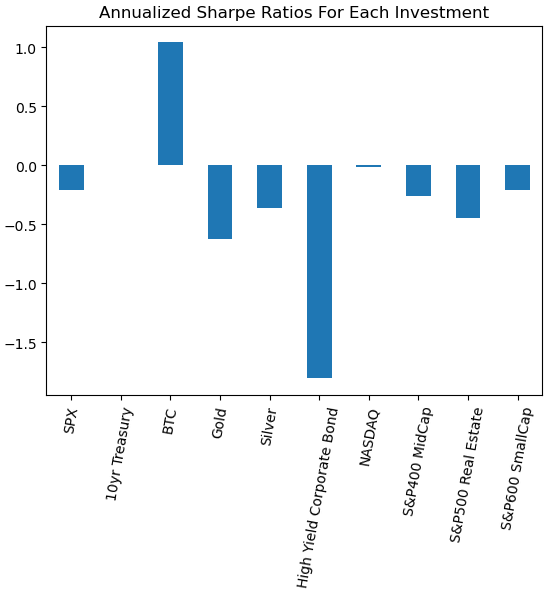 Annualized Sharpe Ratios For Each Investment
1.0
0.5
0.0
−0.5
−1.0
−1.5
SPX
10yr Treasury
BTC
Gold
Silver
High Yield Corporate Bond
NASDAQ
S&P400 MidCap
S&P500 Real Estate
S&P600 SmallCap